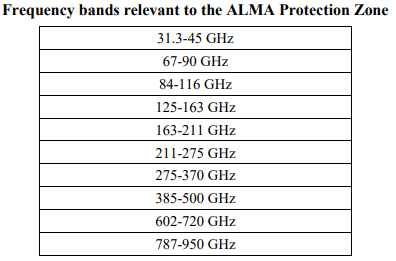 Frequency bands relevant to the ALMA Protection Zone
31.3-45 GHz
67-90 GHz
84-116 GHz
125-163 GHz
163-211 GHz
211-275 GHz
275-370 GHz
385-500 GHz
602-720 GHz
787-950 GHz